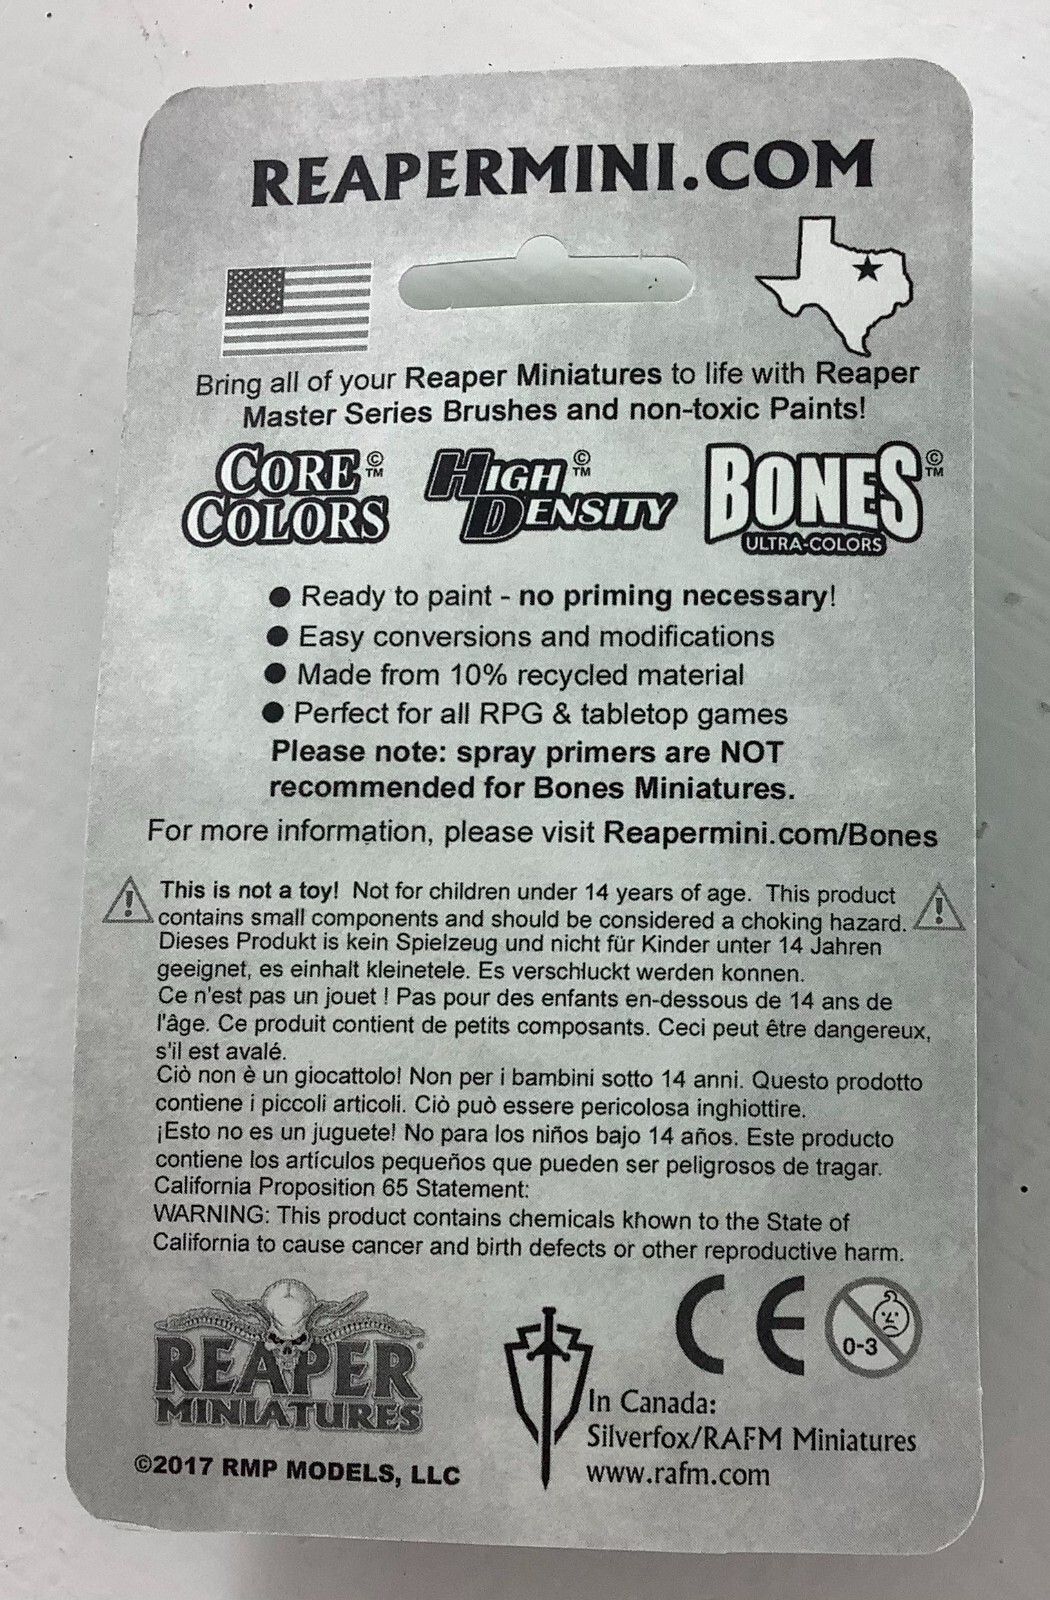 REAPERMINI.COM
Bring all of your Reaper Miniatures to life with Reaper
Master Series Brushes and non-toxic Paints!
CORE COLORS ©™
HIGH DENSITY ©™
BONES ©™
ULTRA-COLORS
● Ready to paint - no priming necessary!
● Easy conversions and modifications
● Made from 10% recycled material
● Perfect for all RPG & tabletop games
Please note: spray primers are NOT
recommended for Bones Miniatures.
For more information, please visit Reapermini.com/Bones
This is not a toy! Not for children under 14 years of age. This product
contains small components and should be considered a choking hazard.
Dieses Produkt is kein Spielzeug und nicht für Kinder unter 14 Jahren
geeignet, es einhalt kleinetele. Es verschluckt werden konnen.
Ce n'est pas un jouet ! Pas pour des enfants en-dessous de 14 ans de
l'âge. Ce produit contient de petits composants. Ceci peut être dangereux,
s'il est avalé.
Ciò non è un giocattolo! Non per i bambini sotto 14 anni. Questo prodotto
contiene i piccoli articoli. Ciò può essere pericolosa inghiottire.
¡Esto no es un juguete! No para los niños bajo 14 años. Este producto
contiene los artículos pequeños que pueden ser peligrosos de tragar.
California Proposition 65 Statement:
WARNING: This product contains chemicals known to the State of
California to cause cancer and birth defects or other reproductive harm.
CE
0-3
REAPER®
MINIATURES
©2017 RMP MODELS, LLC
In Canada:
Silverfox/RAFM Miniatures
www.rafm.com